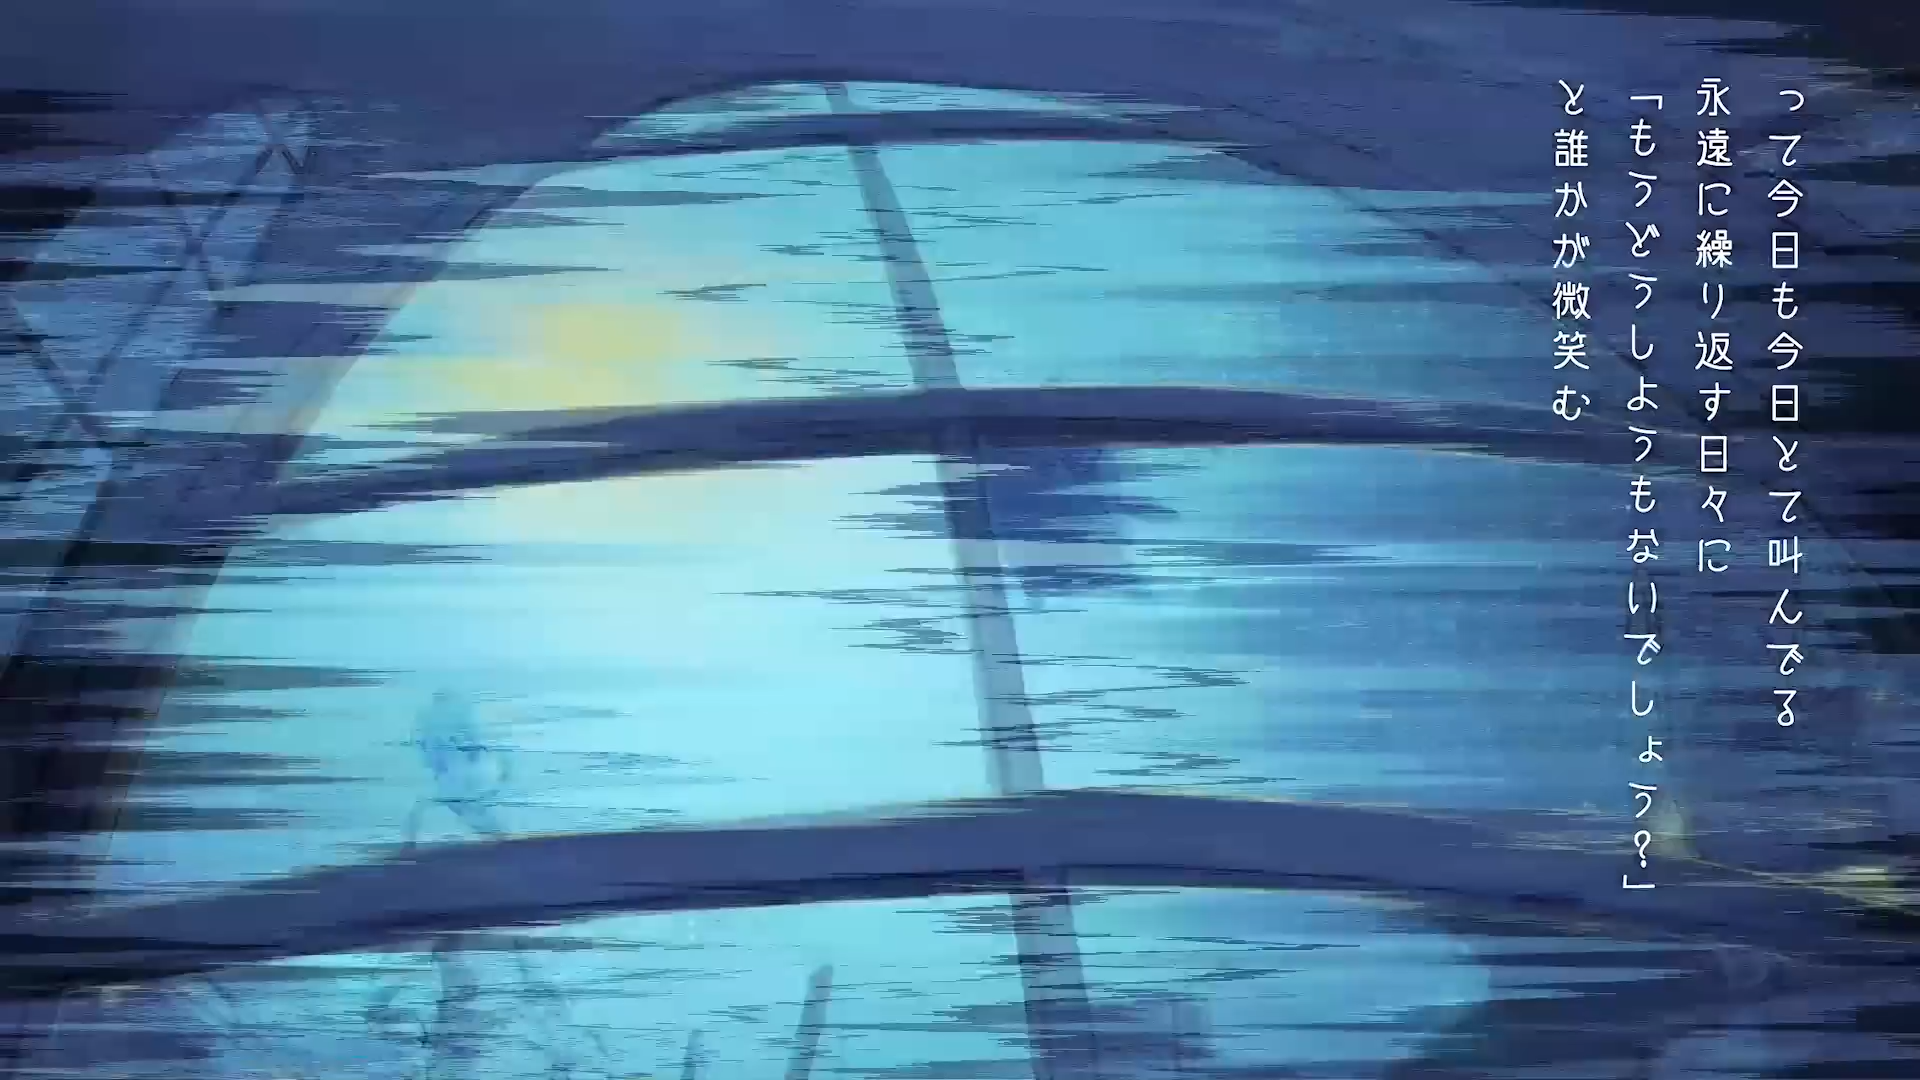 って今日も今日とて叫んでる
永遠に繰り返す日々に
「もうどうしようもないでしょう?」
と誰かが微笑む